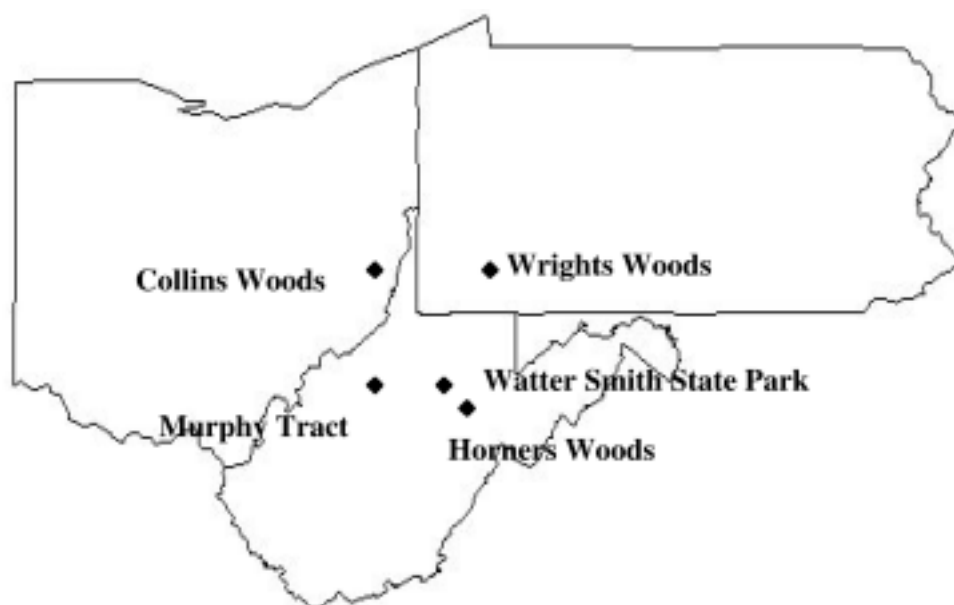 Wrights Woods
Collins Woods
Watter Smith State Park
Murphy Tract
Horners Woods